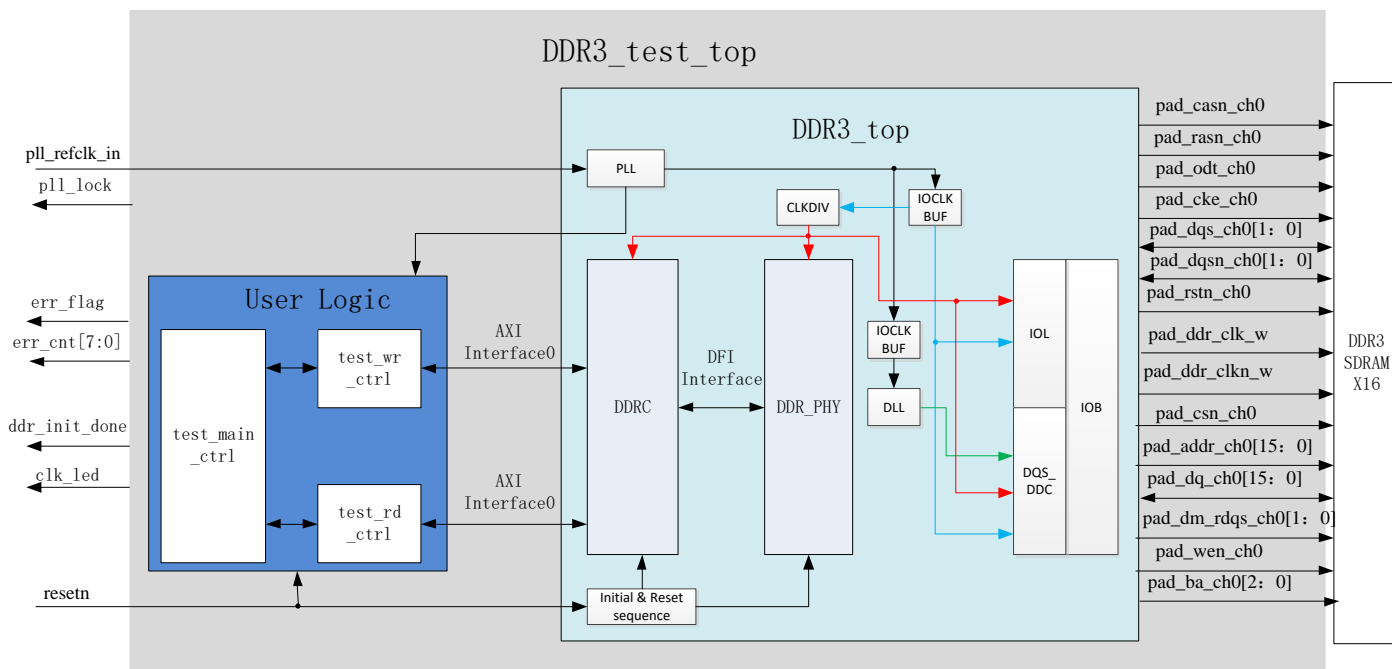 DDR3_test_top
DDR3_top
pll_refclk_in
pll_lock
err_flag
err_cnt[7:0]
ddr_init_done
clk_led
resetn
User Logic
test_main
_ctrl
test_wr
_ctrl
test_rd
_ctrl
AXI
Interface0
AXI
Interface0
PLL
CLKDIV
IOCLK
BUF
IOCLK
BUF
DLL
DDRC
DFI
Interface
DDR_PHY
Initial & Reset
sequence
IOL
DQS_
DDC
IOB
pad_casn_ch0
pad_rasn_ch0
pad_odt_ch0
pad_cke_ch0
pad_dqs_ch0[1：0]
pad_dqsn_ch0[1：0]
pad_rstn_ch0
pad_ddr_clk_w
pad_ddr_clkn_w
pad_csn_ch0
pad_addr_ch0[15：0]
pad_dq_ch0[15：0]
pad_dm_rdqs_ch0[1：0]
pad_wen_ch0
pad_ba_ch0[2：0]
DDR3
SDRAM
X16